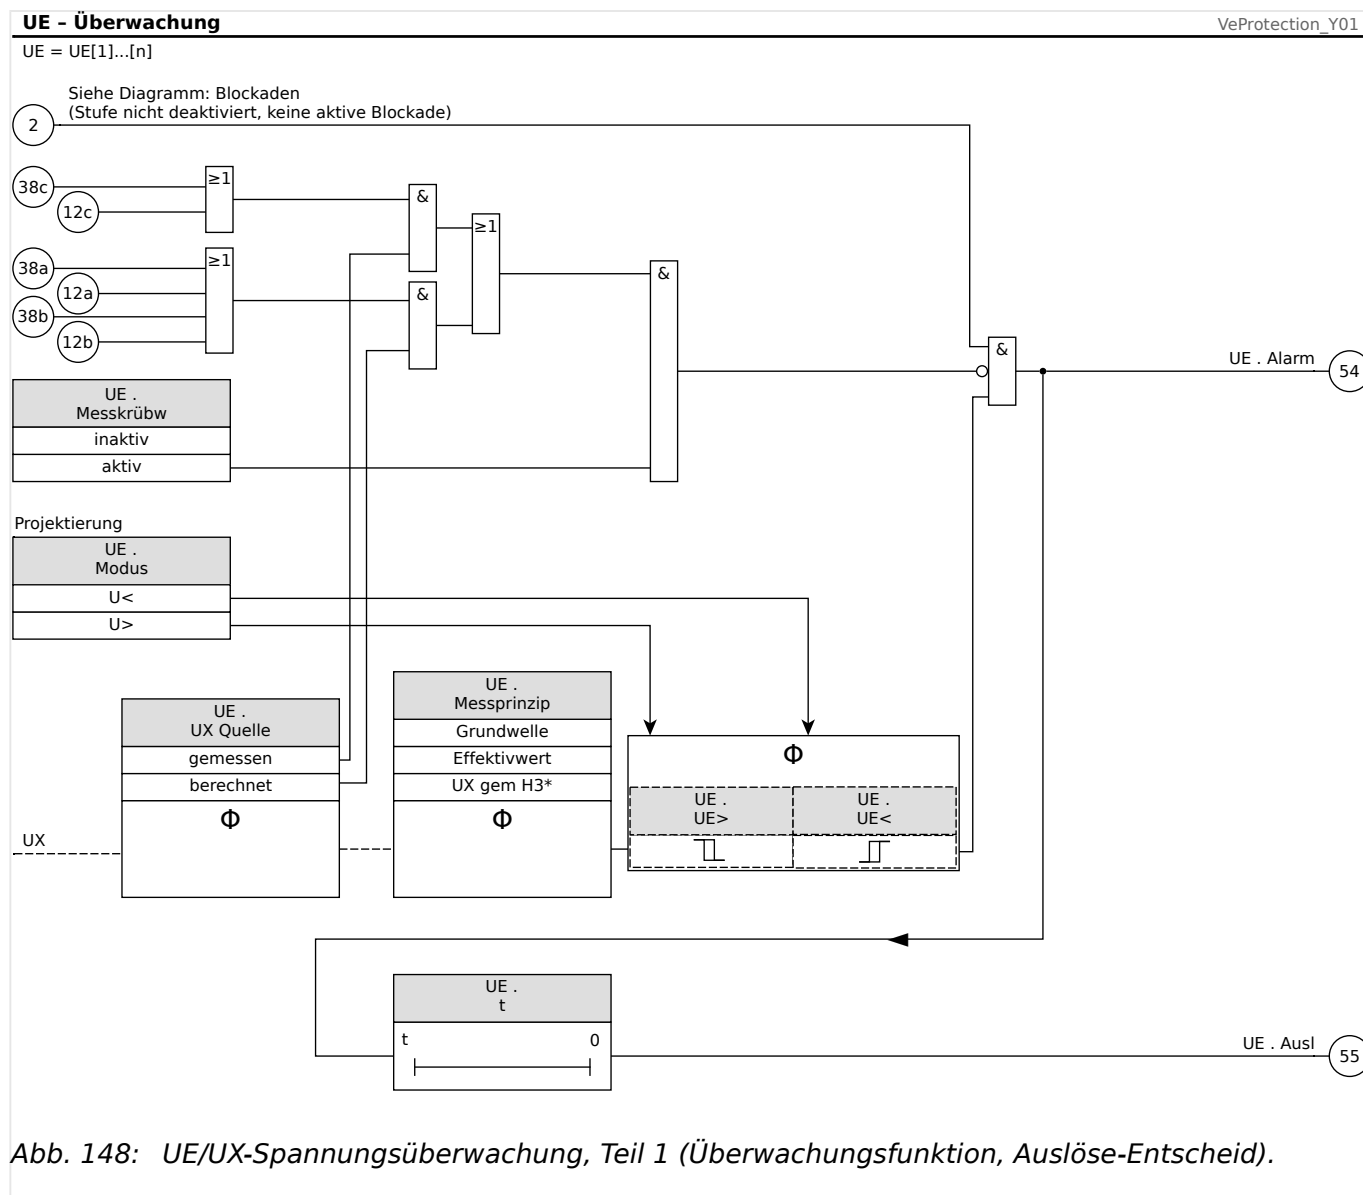 UE – Überwachung
VeProtection_Y01
UE = UE[1]...[n]
Siehe Diagramm: Blockaden
(Stufe nicht deaktiviert, keine aktive Blockade)
2
38c
≥1
12c
&
≥1
38a
≥1
12a
&
38b
12b
&
&
UE . Alarm
54
UE .
Messkrübw
inaktiv
aktiv
Projektierung
UE .
Modus
U<
U>
UE .
UX Quelle
gemessen
berechnet
Φ
UE .
Messprinzip
Grundwelle
Effektivwert
UX gem H3*
Φ
Φ
UE .
UE>
UE .
UE<
UX
UE .
t
t
0
UE . Ausl
55
Abb. 148: UE/UX-Spannungsüberwachung, Teil 1 (Überwachungsfunktion, Auslöse-Entscheid).